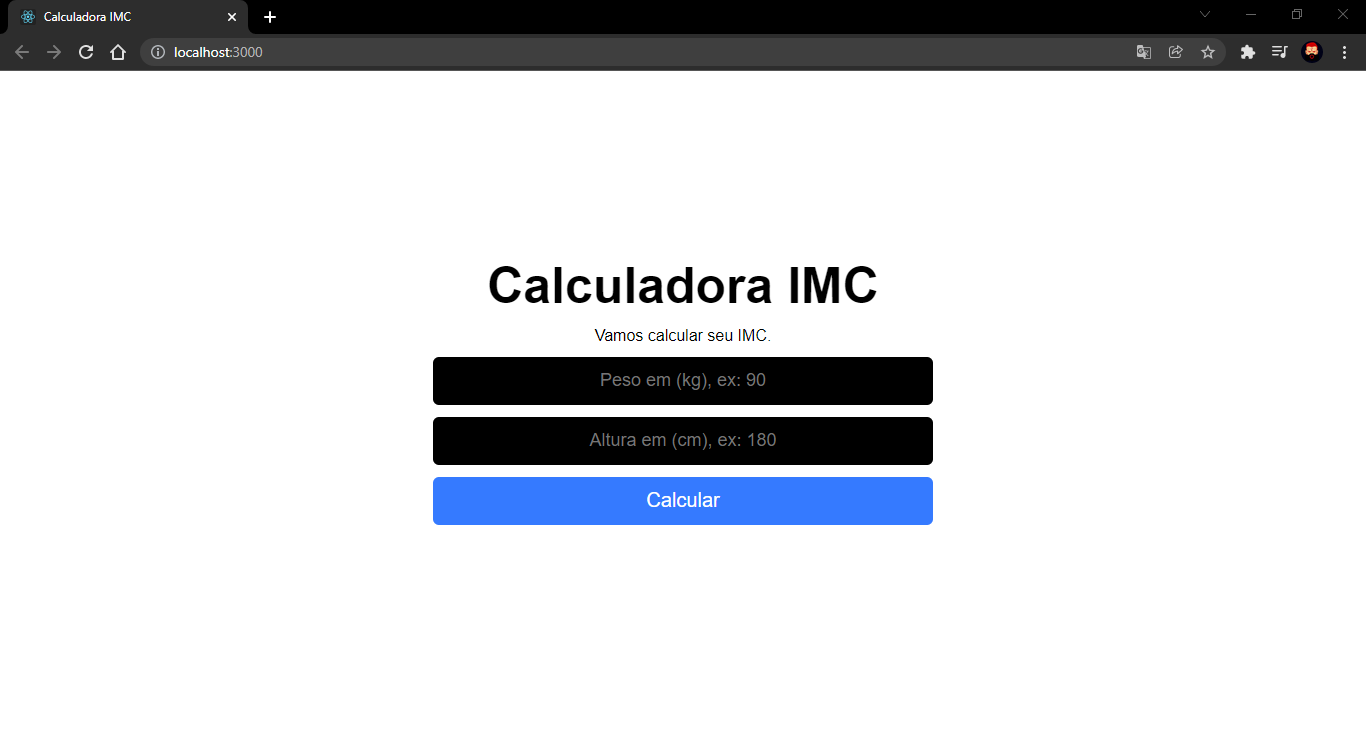 Calculadora IMC
localhost:3000
Calculadora IMC
Vamos calcular seu IMC.
Peso em (kg), ex: 90
Altura em (cm), ex: 180
Calcular